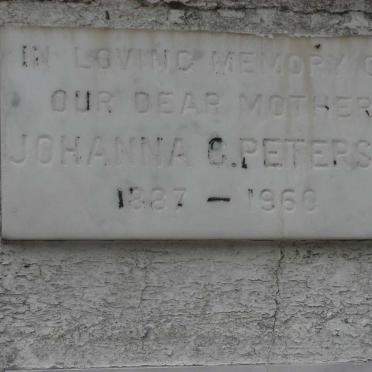 IN LOVING MEMORY O
OUR DEAR MOTHER
JOHANNA C. PETERS
1887 — 1960